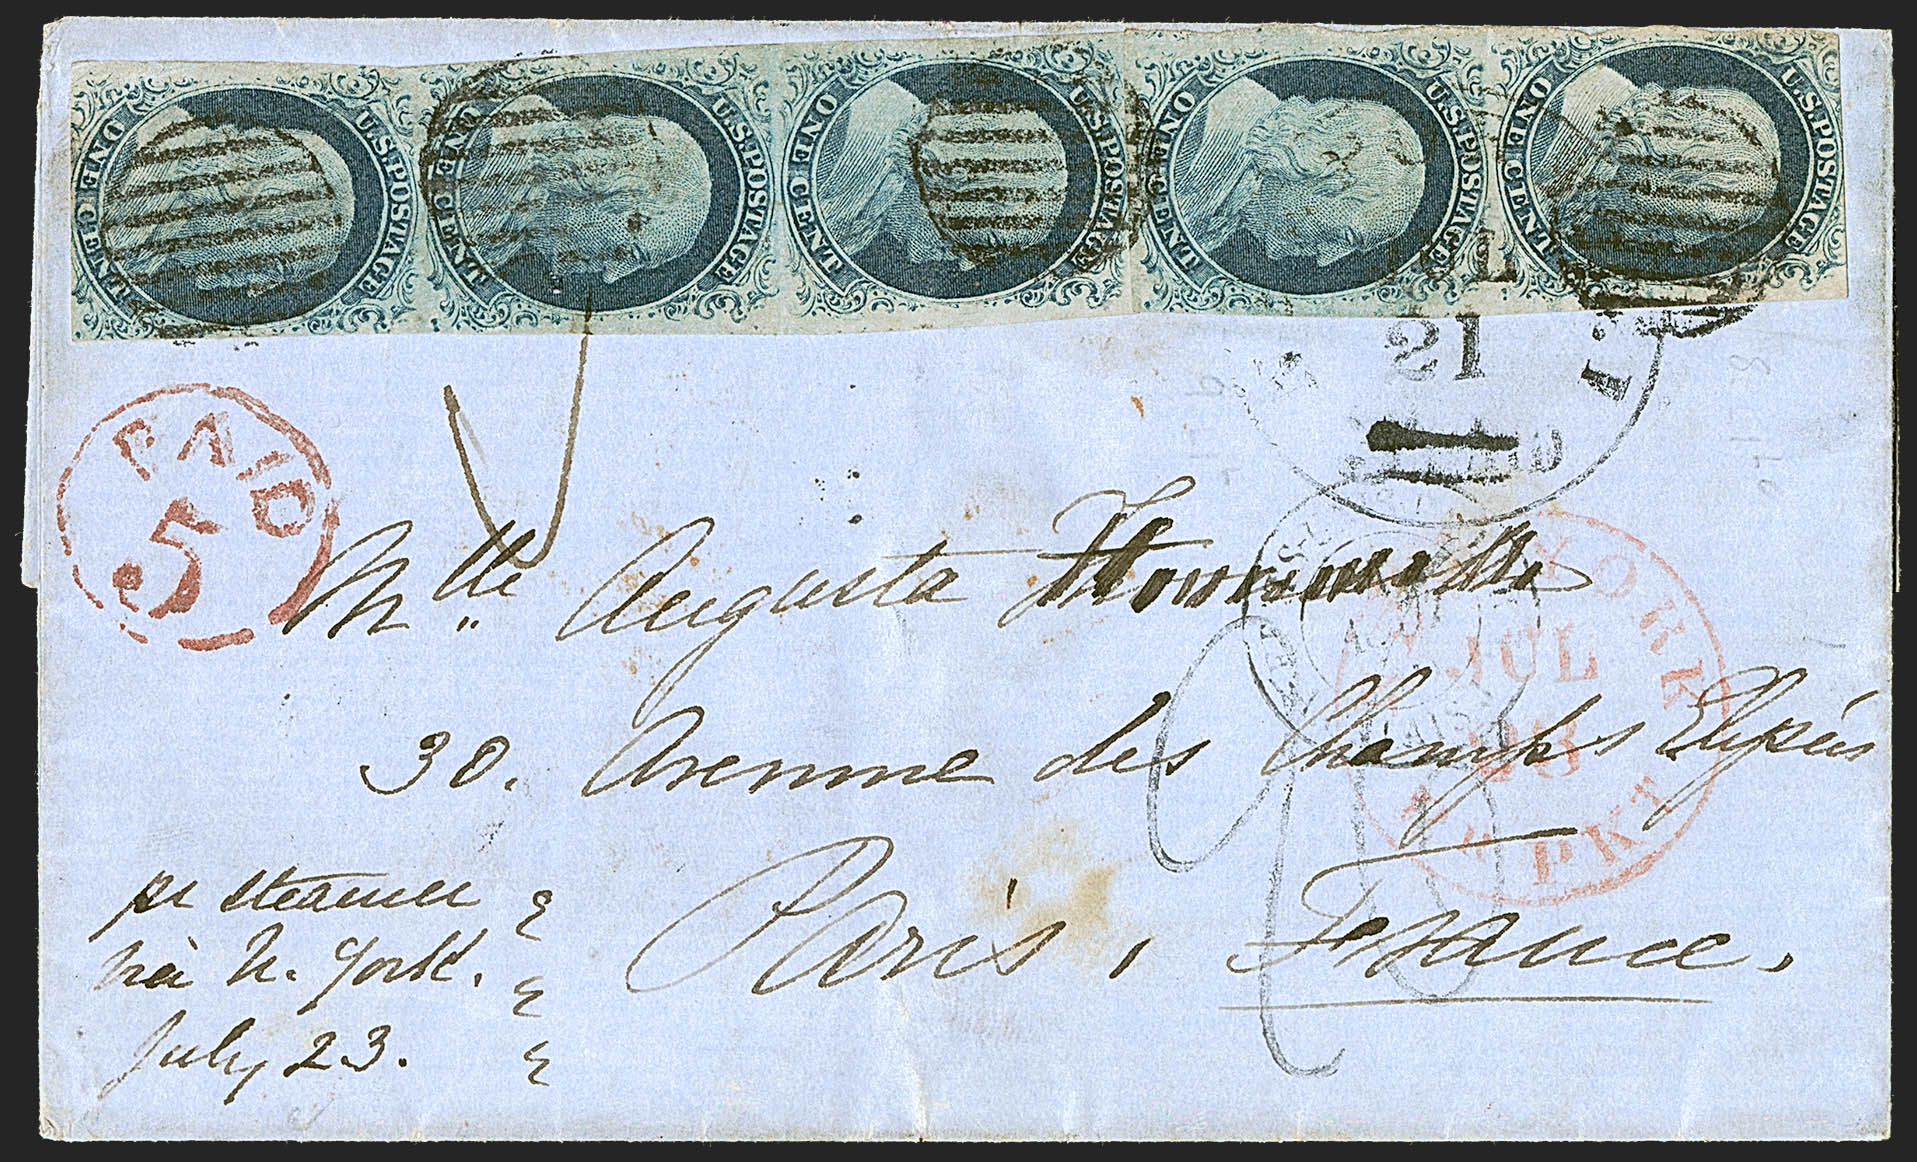 U.S. POSTAGE ONE CENT
U.S. POSTAGE ONE CENT
U.S. POSTAGE ONE CENT
U.S. POSTAGE ONE CENT
U.S. POSTAGE ONE CENT
21
PAID
5
Mlle Augusta
YORK
JUL
PKT
30. Avenue des Champs Elysées
Paris, France.
pr steamer
via N. York.
July 23.